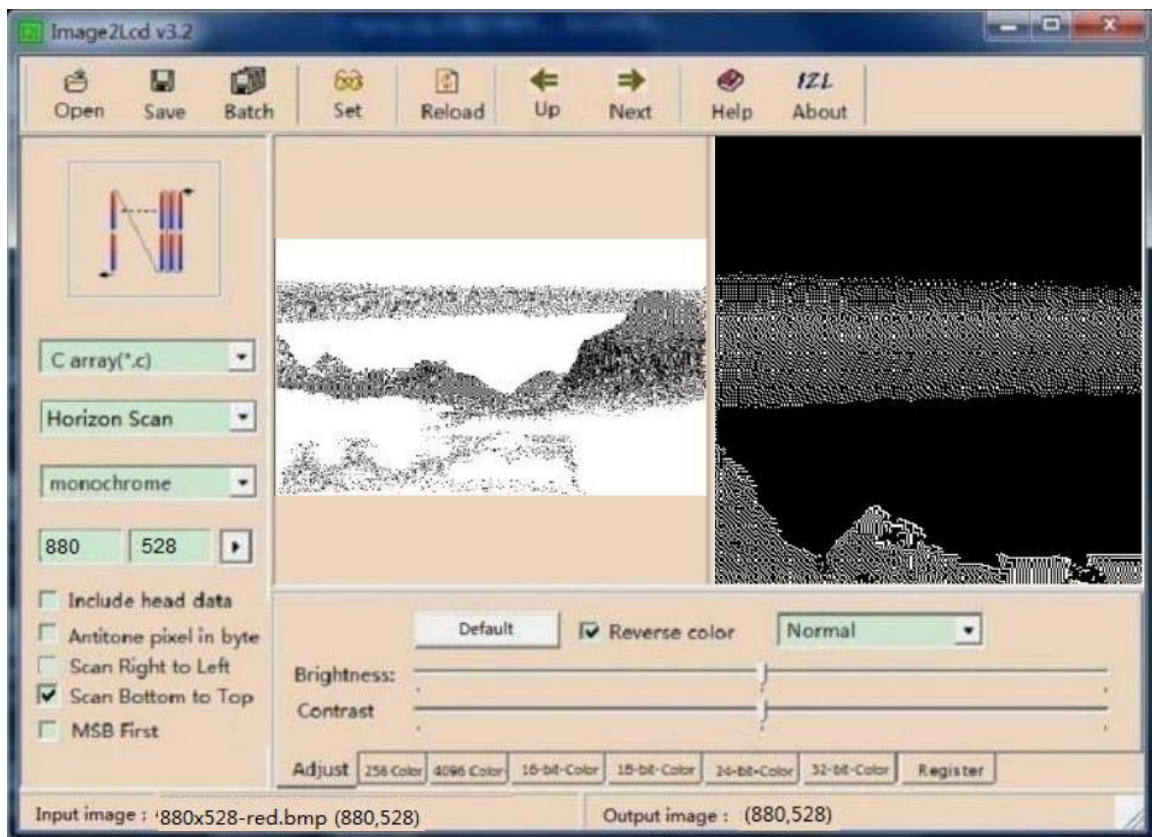 Image2Lcd v3.2
Open Save Batch Set Reload Up Next Help I2L About
C array(*.c)
Horizon Scan
monochrome
880 528
Include head data
Antitone pixel in byte
Scan Right to Left
Scan Bottom to Top
MSB First
Default Reverse color Normal
Brightness:
Contrast
Adjust 256 Color 4096 Color 16-bit-Color 18-bit-Color 24-bit-Color 32-bit-Color Register
Input image : '880x528-red.bmp (880,528) Output image : (880,528)